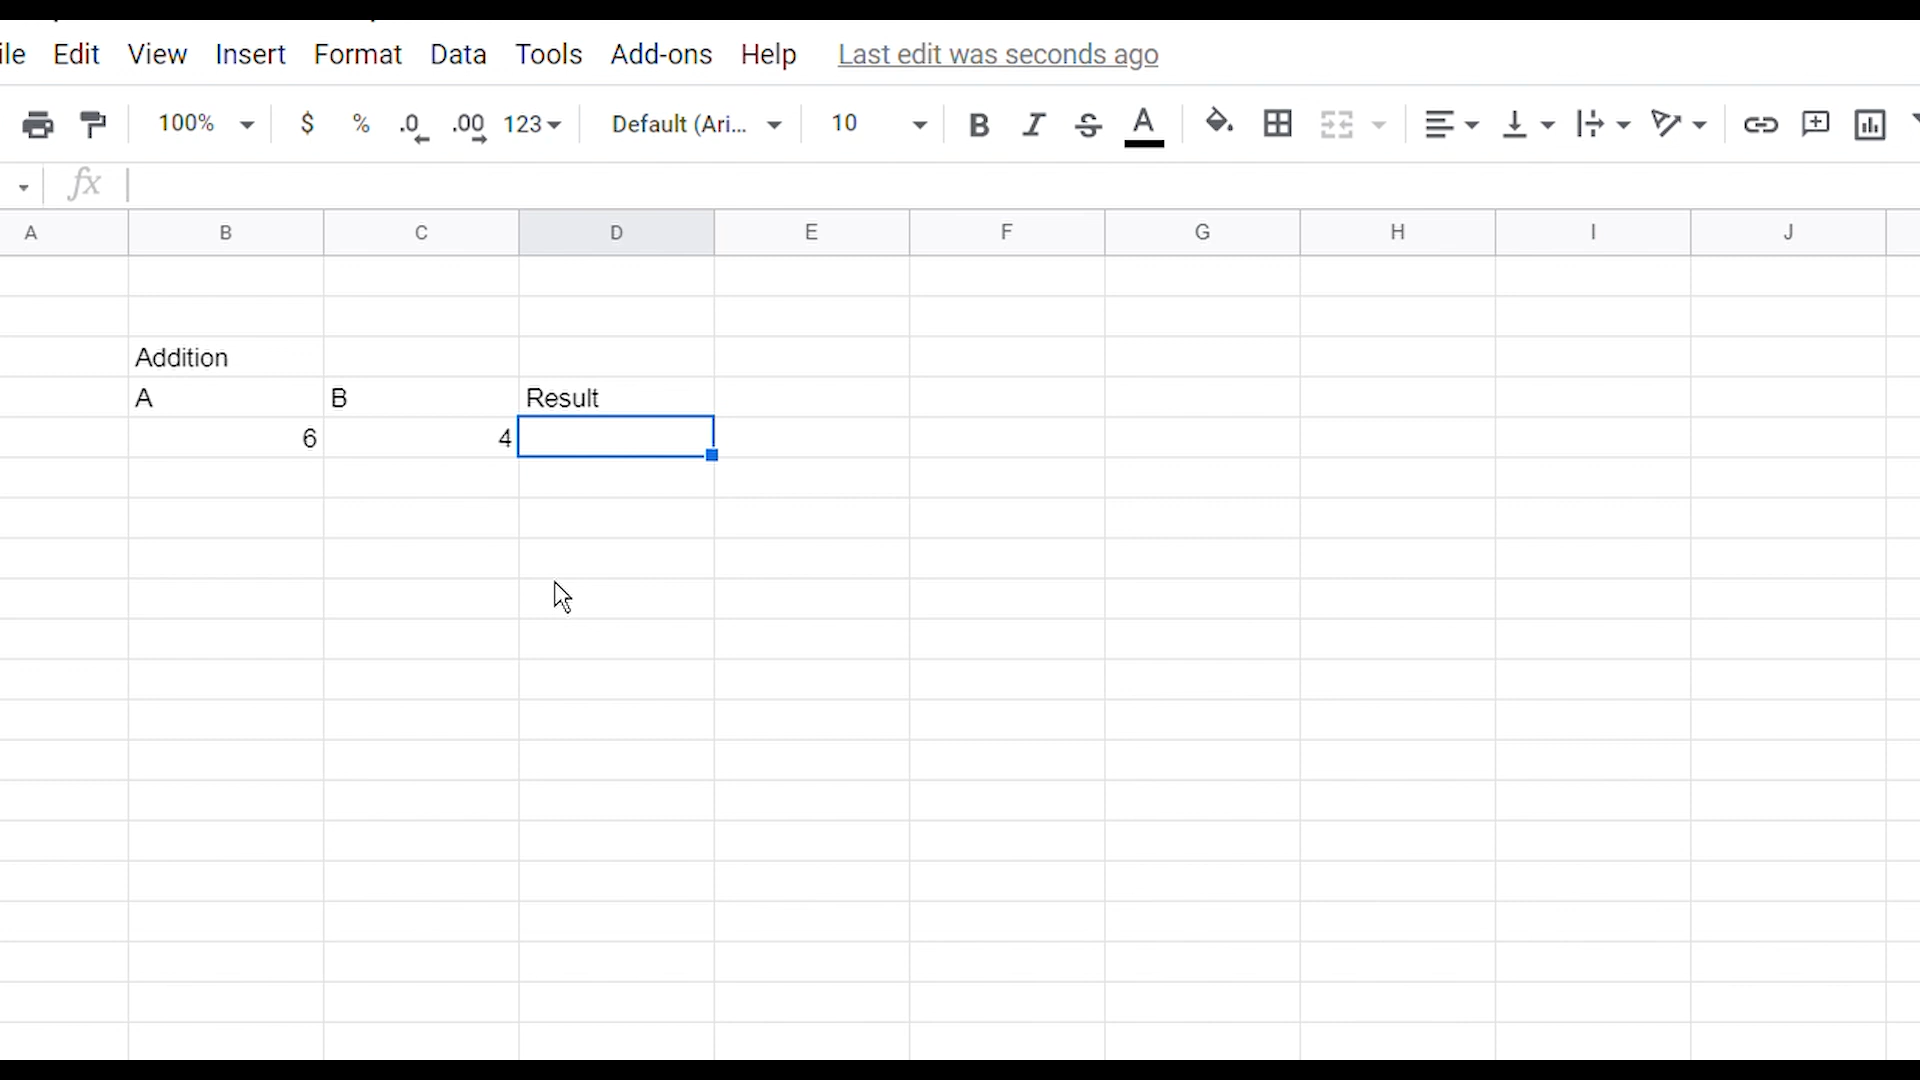 ile Edit View Insert Format Data Tools Add-ons Help Last edit was seconds ago
100% $ % .0 .00 123 Default (Ari... 10 B I S A
fx
A B C D E F G H I J
Addition
A B Result
6 4